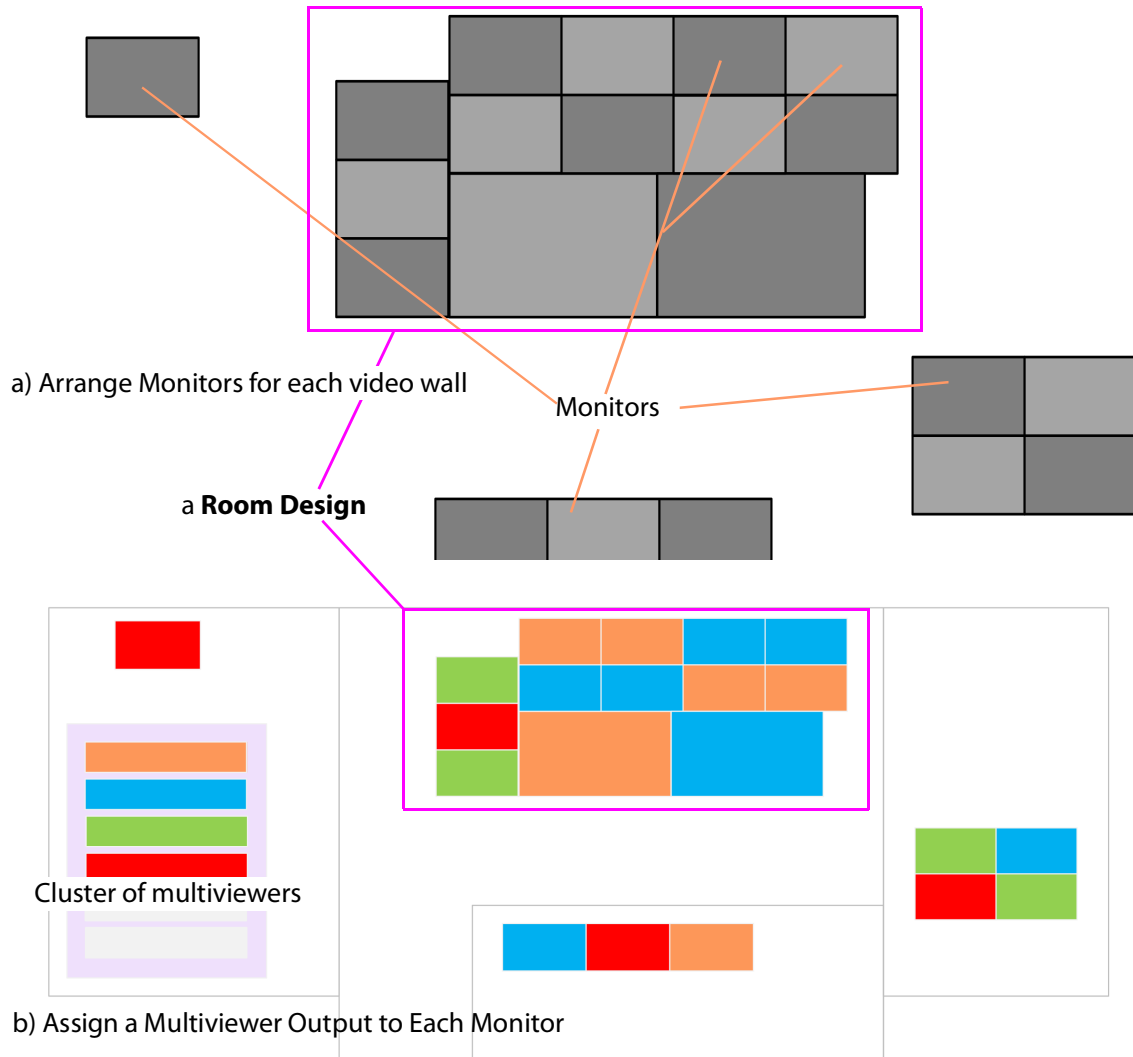 a) Arrange Monitors for each video wall
Monitors
a Room Design
Cluster of multiviewers
b) Assign a Multiviewer Output to Each Monitor